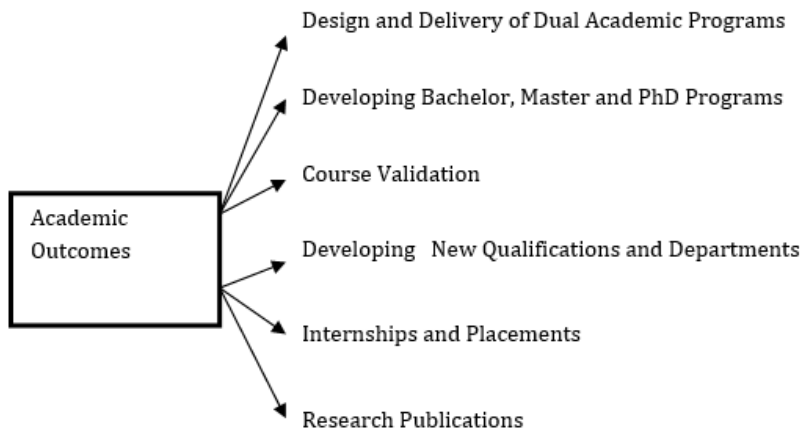 Design and Delivery of Dual Academic Programs
Developing Bachelor, Master and PhD Programs
Course Validation
Academic
Outcomes
Developing New Qualifications and Departments
Internships and Placements
Research Publications